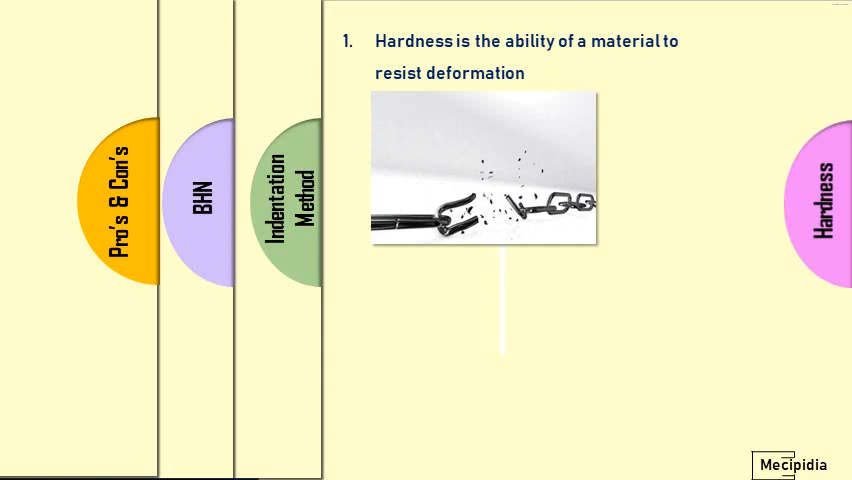 1. Hardness is the ability of a material to
resist deformation
Pro's & Con's
BHN
Indentation
Method
Hardness
Mecipidia